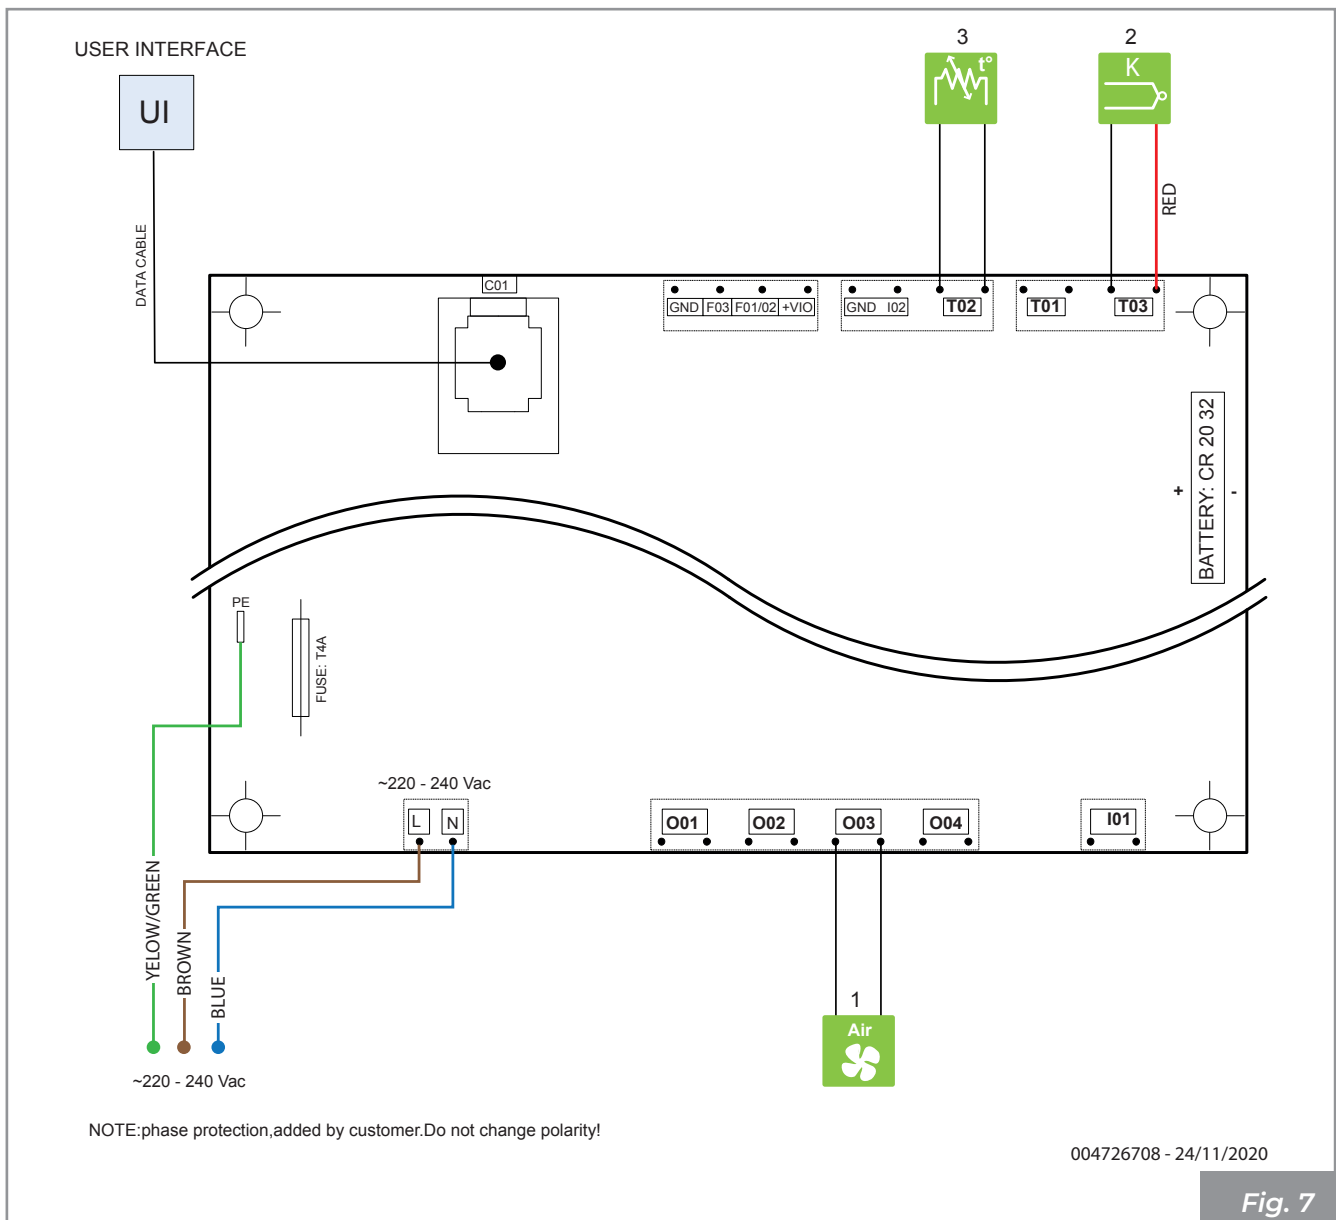 USER INTERFACE
UI
DATA CABLE
3
t°
2
K
RED
C01
GND F03 F01/02 +VIO
GND I02 T02
T01 T03
+ BATTERY: CR 20 32 -
PE
FUSE: T4A
~220 - 240 Vac
L N
O01 O02 O03 O04
I01
YELOW/GREEN
BROWN
BLUE
1
Air
~220 - 240 Vac
NOTE:phase protection,added by customer.Do not change polarity!
004726708 - 24/11/2020
Fig. 7